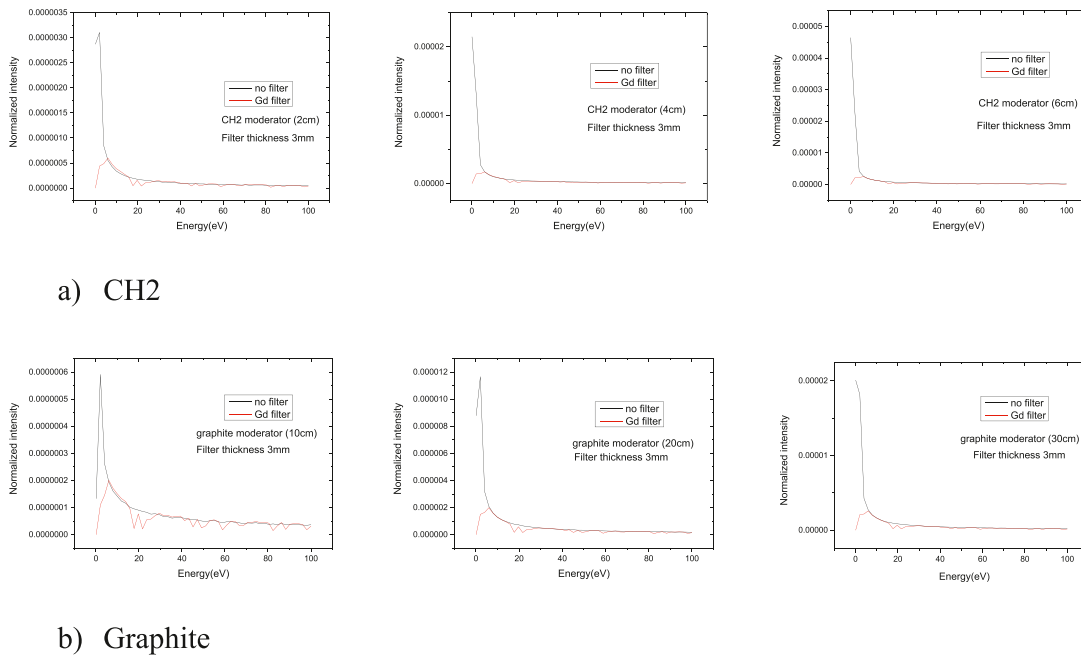 0.0000035
0.0000030
0.0000025
0.0000020
0.0000015
0.0000010
0.0000005
0.0000000
Normalized intensity
no filter
Gd filter
CH2 moderator (2cm)
Filter thickness 3mm
0 20 40 60 80 100
Energy(eV)
0.00002
0.00001
0.00000
Normalized intensity
no filter
Gd filter
CH2 moderator (4cm)
Filter thickness 3mm
0 20 40 60 80 100
Energy(eV)
0.00005
0.00004
0.00003
0.00002
0.00001
0.00000
Normalized intensity
no filter
Gd filter
CH2 moderator (6cm)
Filter thickness 3mm
0 20 40 60 80 100
Energy(eV)
a) CH2
0.0000006
0.0000005
0.0000004
0.0000003
0.0000002
0.0000001
0.0000000
Normalized intensity
no filter
Gd filter
graphite moderator (10cm)
Filter thickness 3mm
0 20 40 60 80 100
Energy(eV)
0.000012
0.000010
0.000008
0.000006
0.000004
0.000002
0.000000
Normalized intensity
no filter
Gd filter
graphite moderator (20cm)
Filter thickness 3mm
0 20 40 60 80 100
Energy(eV)
0.00002
0.00001
0.00000
Normalized intensity
no filter
Gd filter
graphite moderator (30cm)
Filter thickness 3mm
0 20 40 60 80 100
Energy(eV)
b) Graphite